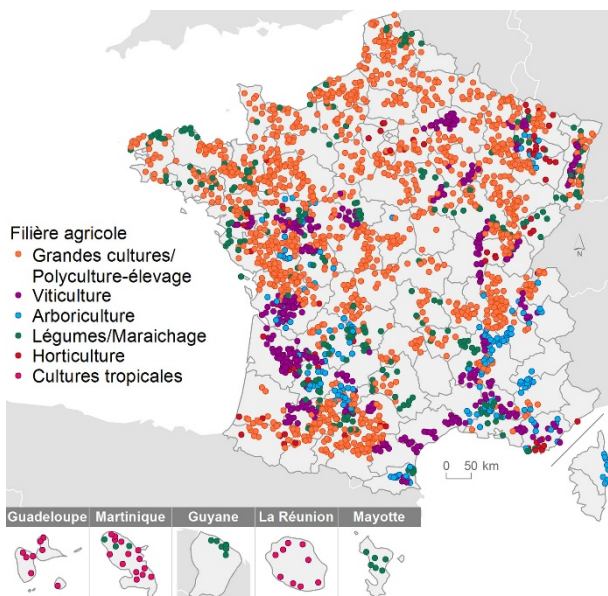 Filière agricole
Grandes cultures/
Polyculture-élevage
Viticulture
Arboriculture
Légumes/Maraichage
Horticulture
Cultures tropicales
N
0 50 km
Guadeloupe Martinique Guyane La Réunion Mayotte